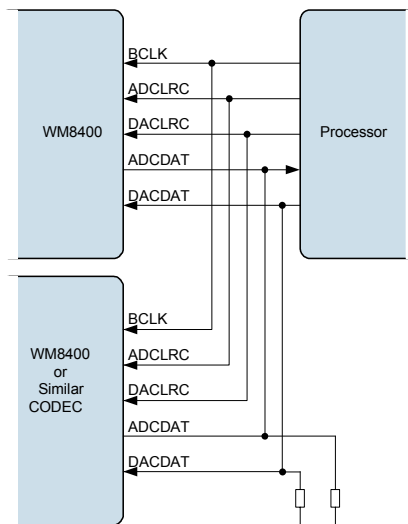 WM8400
BCLK
ADCLRC
DACLRC
ADCDAT
DACDAT
Processor
WM8400
or
Similar
CODEC
BCLK
ADCLRC
DACLRC
ADCDAT
DACDAT